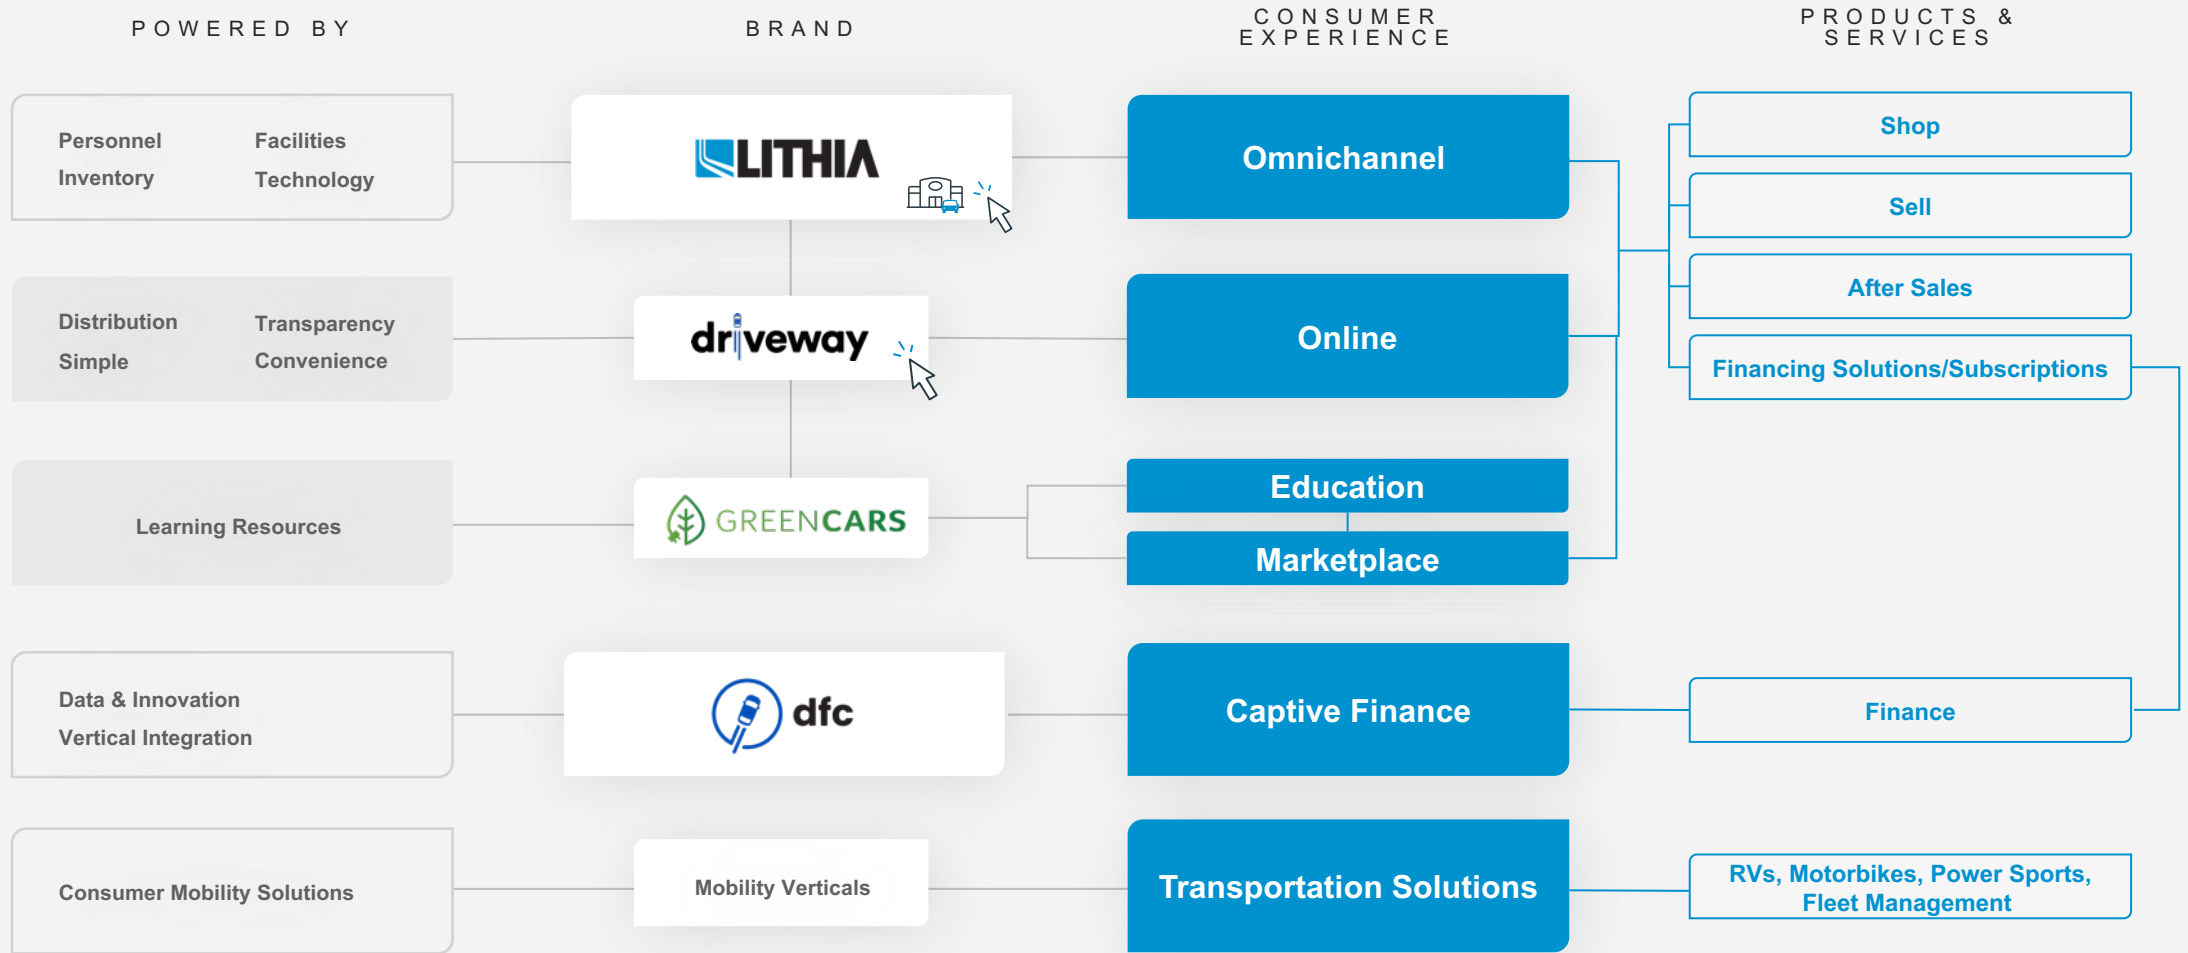 POWERED BY
BRAND
CONSUMER
EXPERIENCE
PRODUCTS &
SERVICES
Personnel
Facilities
Inventory
Technology
LITHIA
Omnichannel
Shop
Sell
After Sales
Financing Solutions/Subscriptions
Distribution
Transparency
Simple
Convenience
driveway
Online
Learning Resources
GREENCARS
Education
Marketplace
Data & Innovation
Vertical Integration
dfc
Captive Finance
Finance
Consumer Mobility Solutions
Mobility Verticals
Transportation Solutions
RVs, Motorbikes, Power Sports,
Fleet Management